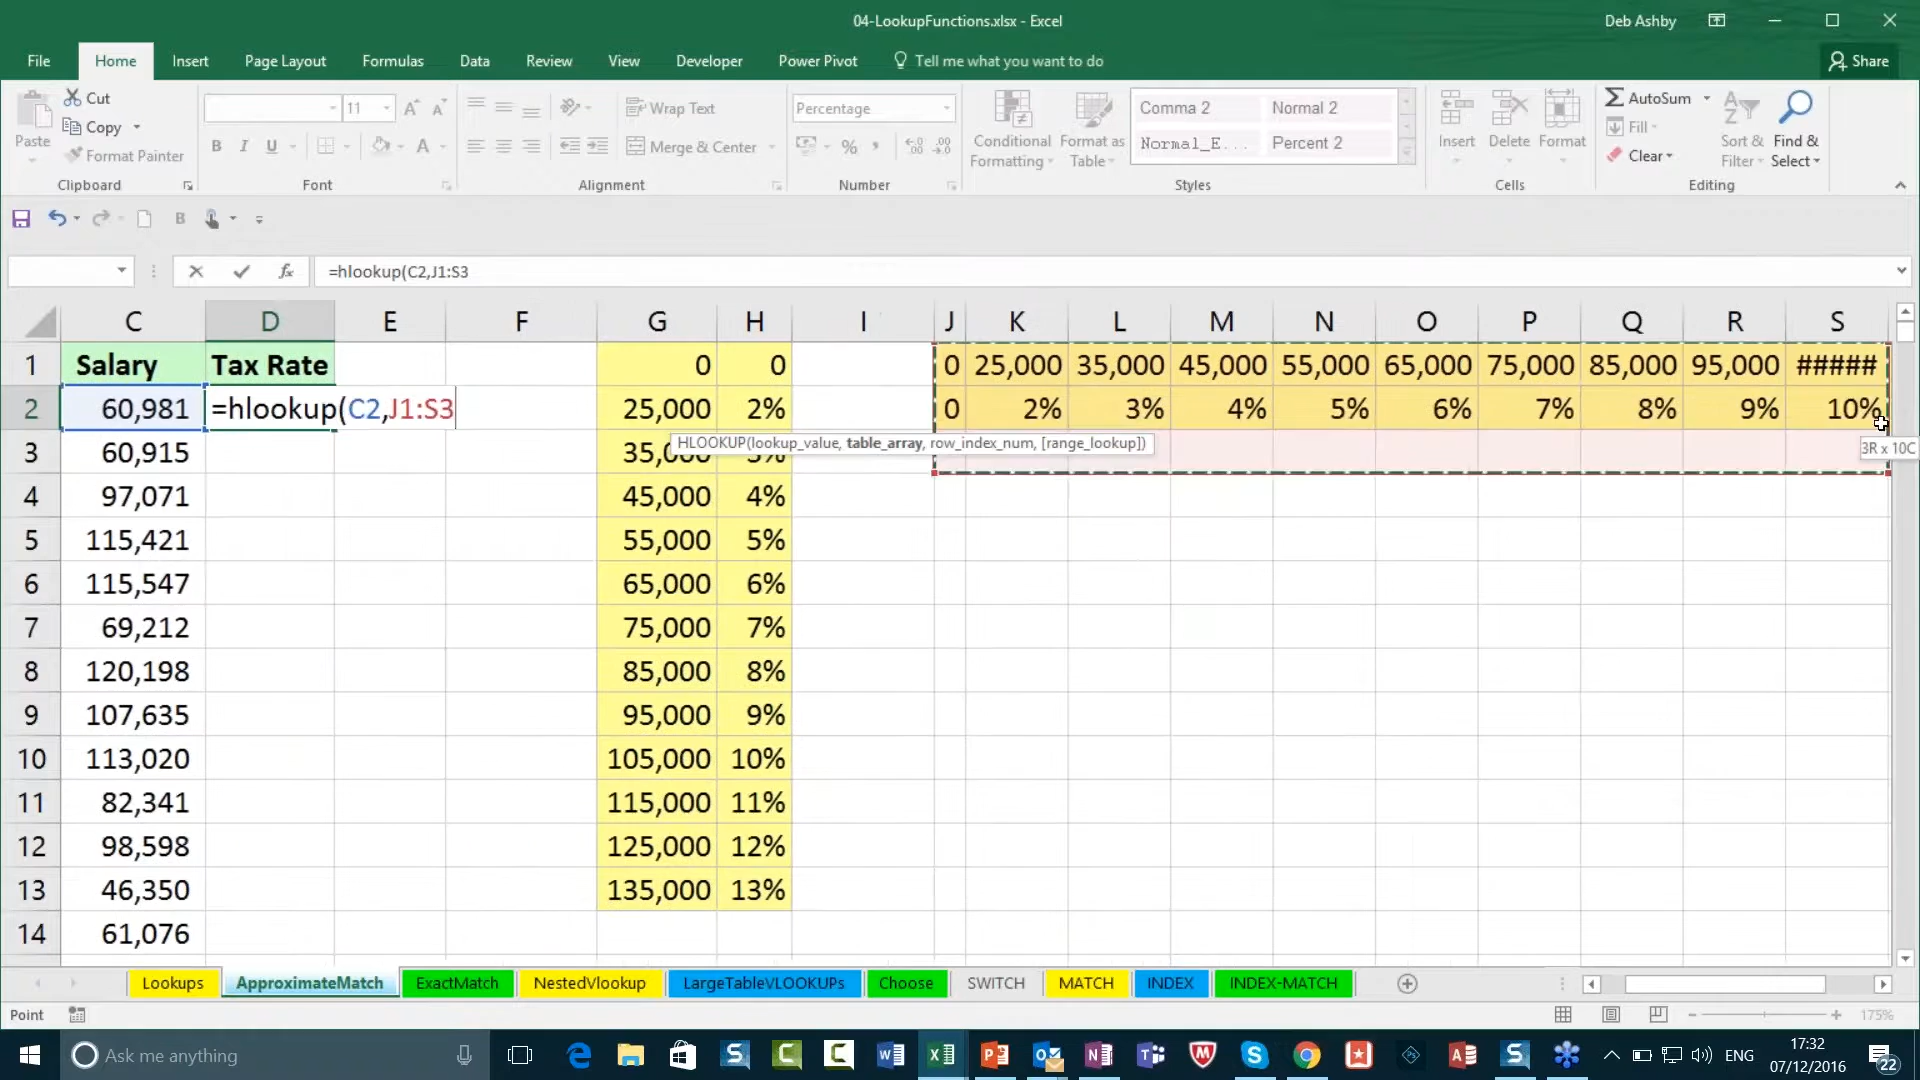 04-LookupFunctions.xlsx - Excel
Deb Ashby
File Home Insert Page Layout Formulas Data Review View Developer Power Pivot Tell me what you want to do Share
Cut
Copy
Format Painter
Paste
Clipboard
11
B I U
A
Font
Wrap Text
Merge & Center
Alignment
Percentage
%
Number
Conditional Formatting
Format as Table
Comma 2 Normal 2
Normal_E... Percent 2
Styles
Insert Delete Format
Cells
AutoSum
Fill
Clear
Sort & Filter
Find & Select
Editing
B
=hlookup(C2,J1:S3
C D E F G H I J K L M N O P Q R S
1 Salary Tax Rate 0 0 0 25,000 35,000 45,000 55,000 65,000 75,000 85,000 95,000 #####
2 60,981 =hlookup(C2,J1:S3 25,000 2% 0 2% 3% 4% 5% 6% 7% 8% 9% 10%
HLOOKUP(lookup_value, table_array, row_index_num, [range_lookup])
3R x 10C
3 60,915
4 97,071 45,000 4%
5 115,421 55,000 5%
6 115,547 65,000 6%
7 69,212 75,000 7%
8 120,198 85,000 8%
9 107,635 95,000 9%
10 113,020 105,000 10%
11 82,341 115,000 11%
12 98,598 125,000 12%
13 46,350 135,000 13%
14 61,076
Lookups ApproximateMatch ExactMatch NestedVlookup LargeTableVLOOKUPs Choose SWITCH MATCH INDEX INDEX-MATCH
Point
175%
Ask me anything
ENG
17:32
07/12/2016
22